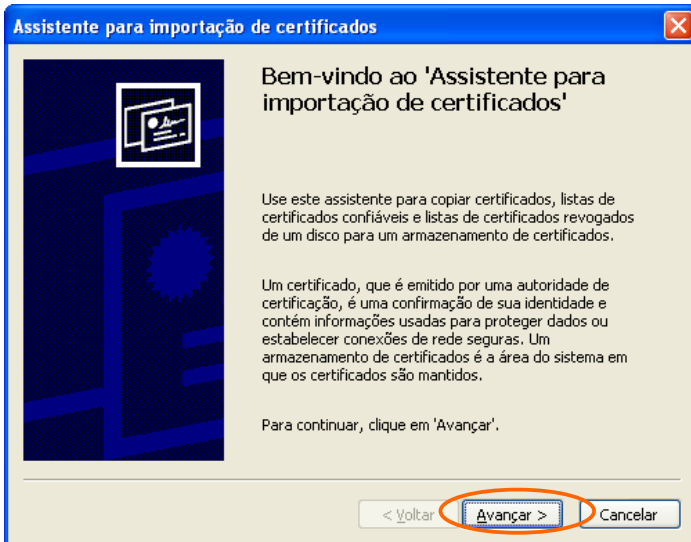 Assistente para importação de certificados
Bem-vindo ao 'Assistente para
importação de certificados'
Use este assistente para copiar certificados, listas de
certificados confiáveis e listas de certificados revogados
de um disco para um armazenamento de certificados.
Um certificado, que é emitido por uma autoridade de
certificação, é uma confirmação de sua identidade e
contém informações usadas para proteger dados ou
estabelecer conexões de rede seguras. Um
armazenamento de certificados é a área do sistema em
que os certificados são mantidos.
Para continuar, clique em 'Avançar'.
< Voltar Avançar > Cancelar